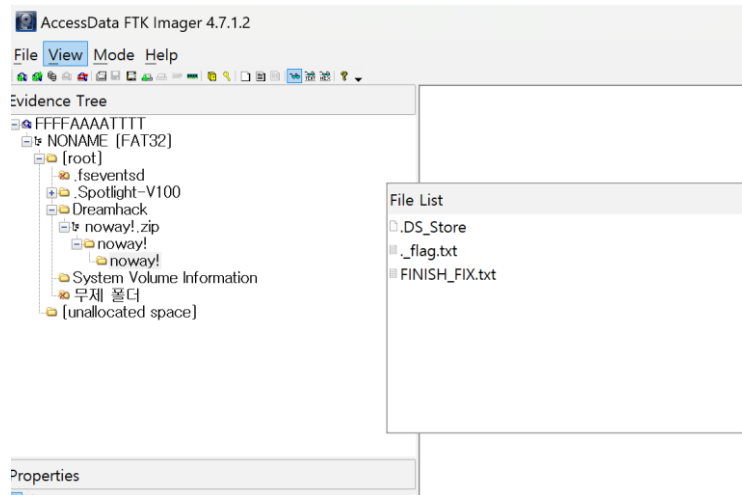 AccessData FTK Imager 4.7.1.2
File View Mode Help
Evidence Tree
FFFFAAAATTTT
NONAME [FAT32]
[root]
.fseventsd
.Spotlight-V100
Dreamhack
noway!.zip
noway!
noway!
System Volume Information
무제 폴더
[unallocated space]
File List
.DS_Store
._flag.txt
FINISH_FIX.txt
Properties